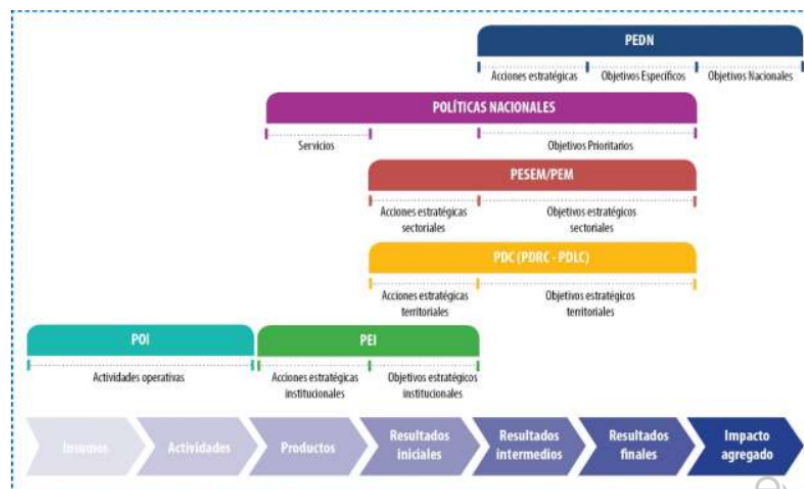 PEDN
Acciones estratégicas Objetivos Específicos Objetivos Nacionales
POLÍTICAS NACIONALES
Servicios Objetivos Prioritarios
PESEM/PEM
Acciones estratégicas
sectoriales
Objetivos estratégicos
sectoriales
PDC (PDRC - PDLC)
Acciones estratégicas
territoriales
Objetivos estratégicos
territoriales
POI
PEI
Actividades operativas
Acciones estratégicas
institucionales
Objetivos estratégicos
institucionales
Insumos
Actividades
Productos
Resultados
iniciales
Resultados
intermedios
Resultados
finales
Impacto
agregado